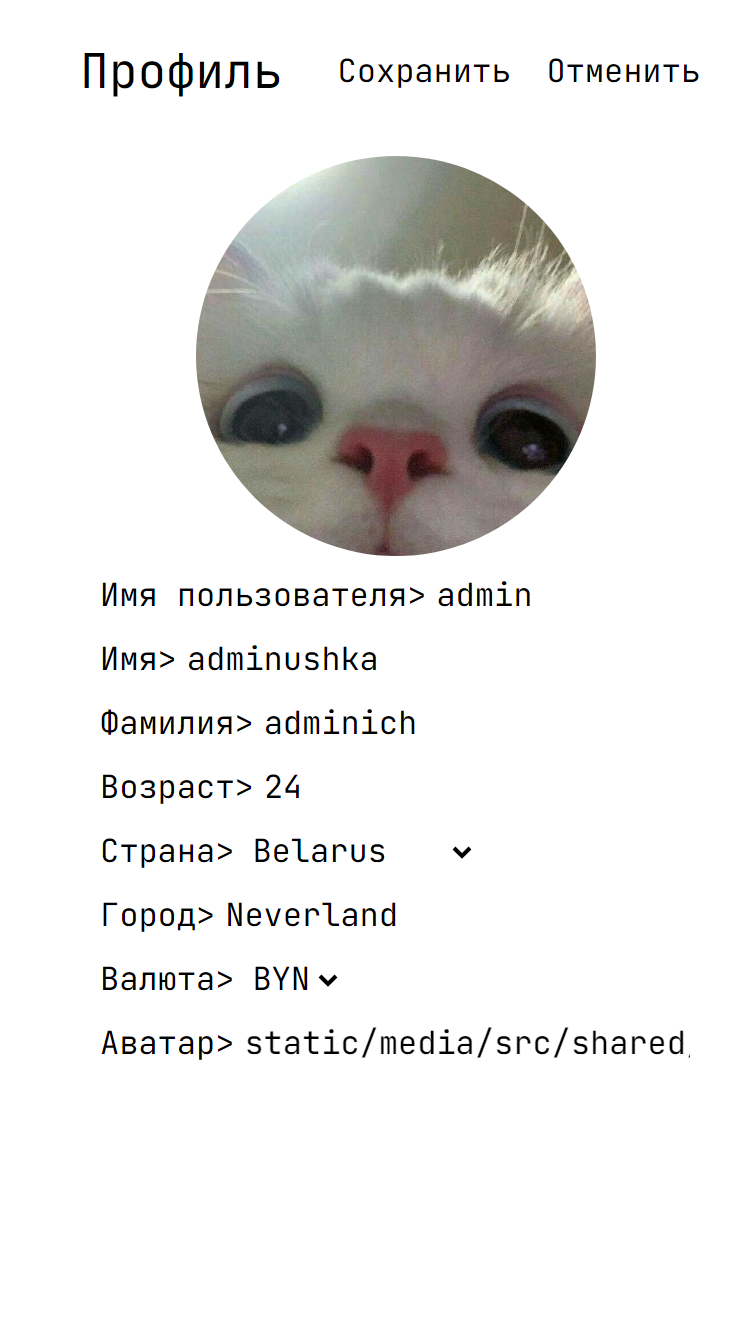 Профиль Сохранить Отменить
Имя пользователя> admin
Имя> adminushka
Фамилия> adminich
Возраст> 24
Страна> Belarus
Город> Neverland
Валюта> BYN
Аватар> static/media/src/shared/